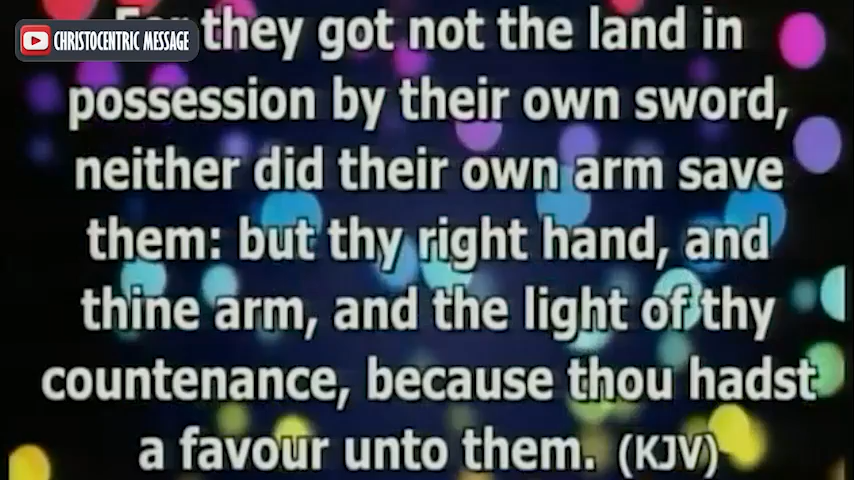 CHRISTOCENTRIC MESSAGE
For they got not the land in
possession by their own sword,
neither did their own arm save
them: but thy right hand, and
thine arm, and the light of thy
countenance, because thou hadst
a favour unto them. (KJV)